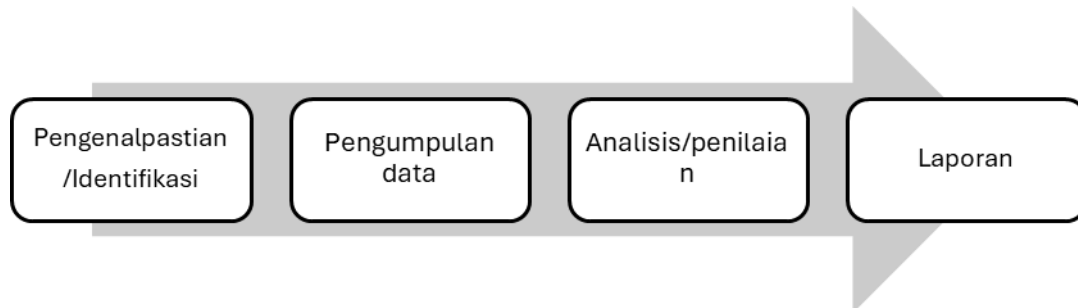 Pengenalpastian
/Identifikasi
Pengumpulan
data
Analisis/penilaia
n
Laporan